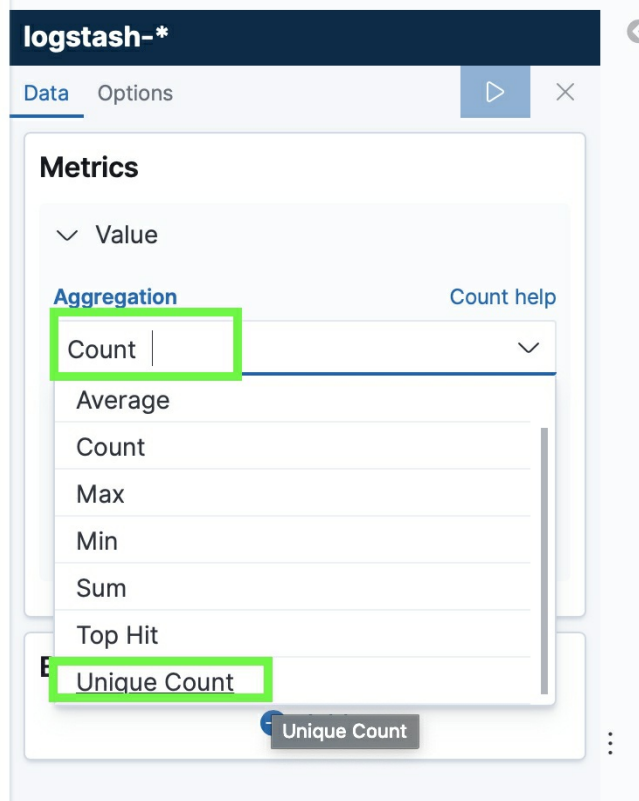 logstash-*
Data Options
Metrics
Value
Aggregation Count help
Count
Average
Count
Max
Min
Sum
Top Hit
Unique Count
Unique Count